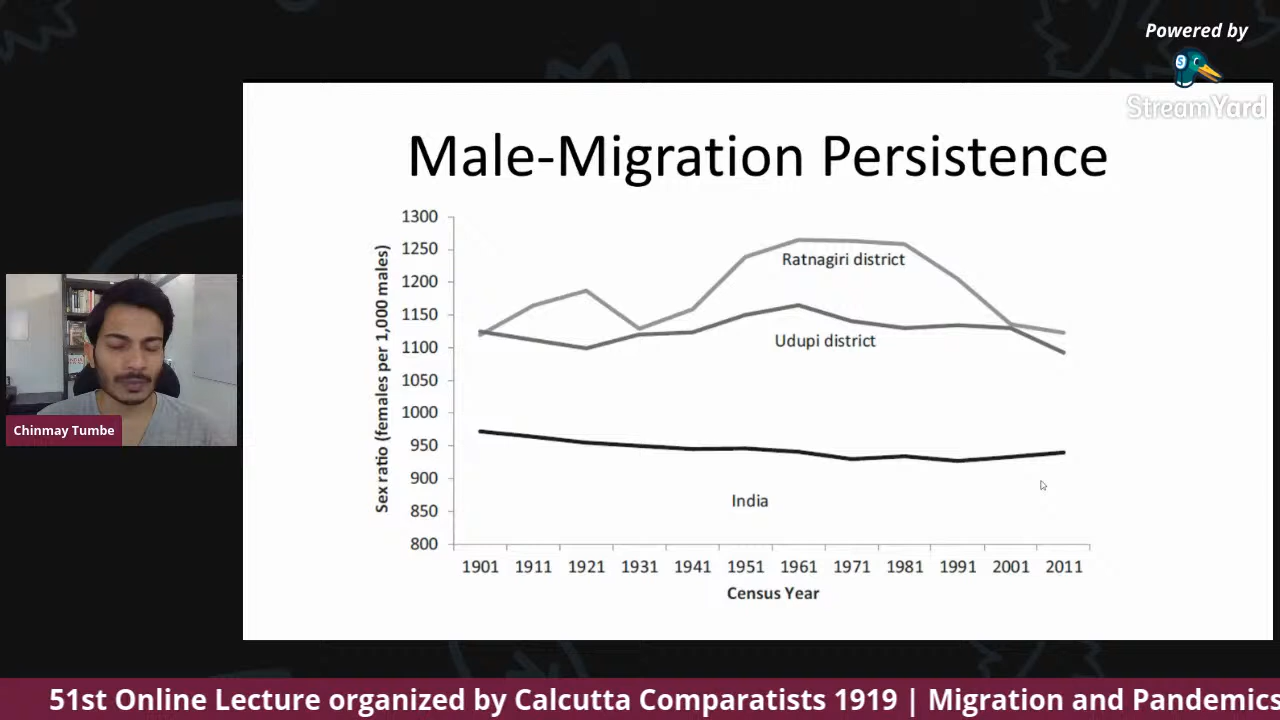 Powered by
StreamYard
Male-Migration Persistence
1300
1250
1200
1150
1100
1050
1000
950
900
850
800
Sex ratio (females per 1,000 males)
Ratnagiri district
Udupi district
India
1901 1911 1921 1931 1941 1951 1961 1971 1981 1991 2001 2011
Census Year
Chinmay Tumbe
51st Online Lecture organized by Calcutta Comparatists 1919 | Migration and Pandemics